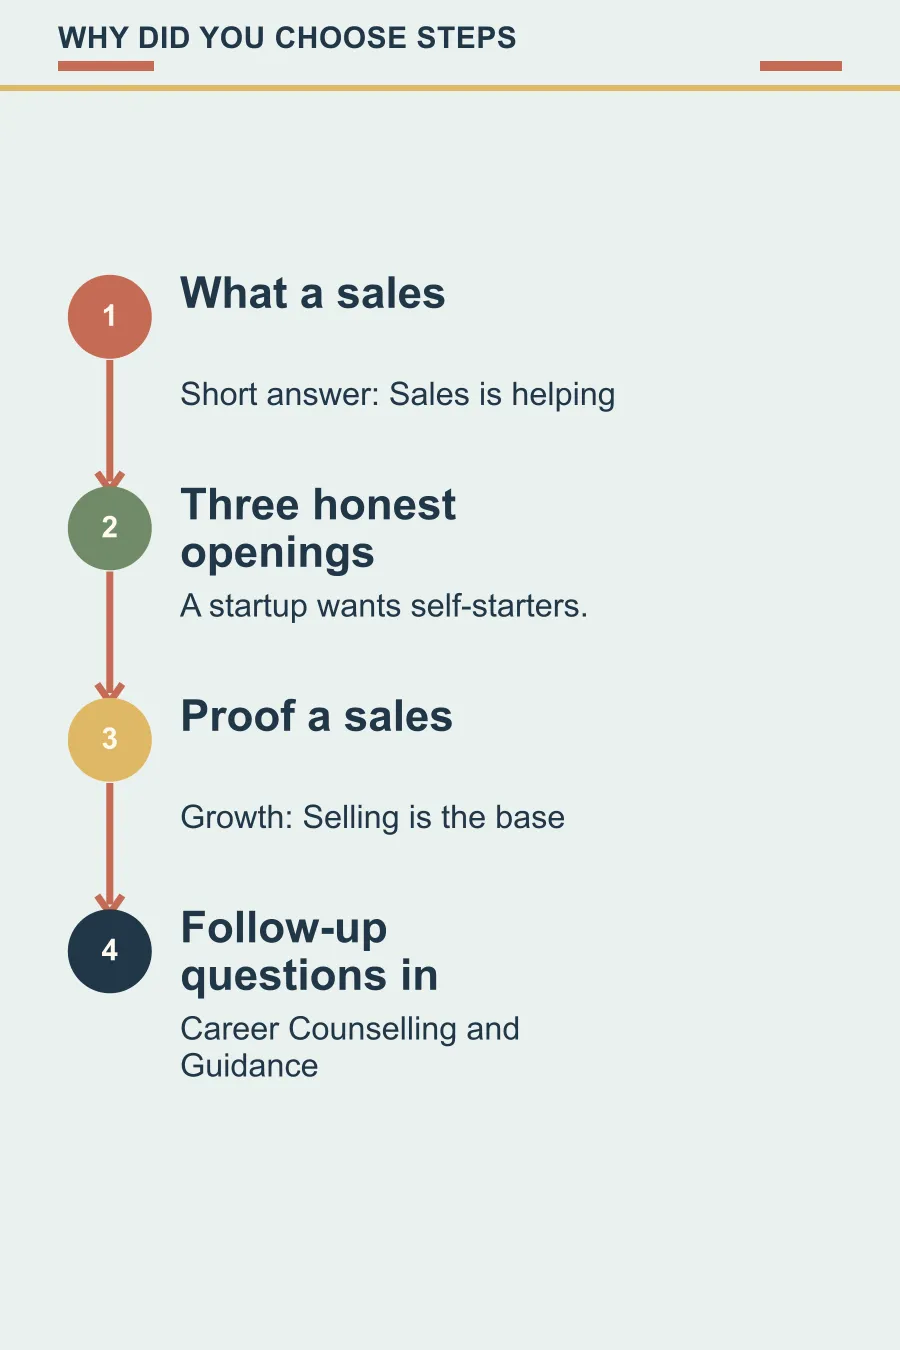 WHY DID YOU CHOOSE STEPS
1
What a sales
Short answer: Sales is helping
2
Three honest
openings
A startup wants self-starters.
3
Proof a sales
Growth: Selling is the base
4
Follow-up
questions in
Career Counselling and
Guidance